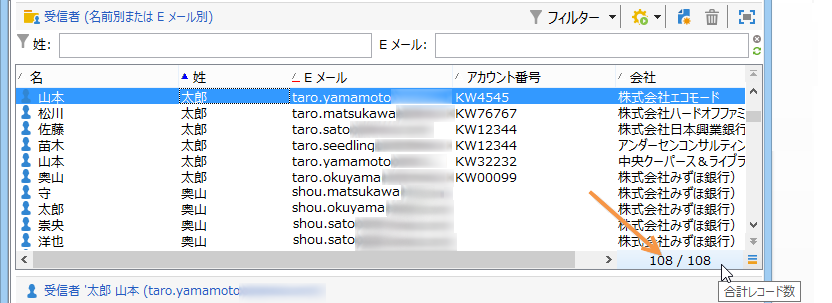 受信者 (名前別または E メール別) フィルター
姓: E メール:
名 姓 E メール アカウント番号 会社
山本 太郎 taro.yamamoto KW4545 株式会社エコモード
松川 太郎 taro.matsukawa KW76767 株式会社ハードオフファミ
佐藤 太郎 taro.sato KW12344 株式会社日本興業銀行
苗木 太郎 taro.seedling KW12344 アンダーセンコンサルティン
山本 太郎 taro.yamamoto KW32232 中央クーパース＆ライブラ
奥山 太郎 taro.okuyama KW00099 株式会社みずほ銀行)
守 奥山 shou.matsukawa 株式会社みずほ銀行)
太郎 奥山 shou.okuyama 株式会社みずほ銀行)
崇央 奥山 shou.sato 株式会社みずほ銀行)
洋也 奥山 shou.sato 株式会社みずほ銀行)
108 / 108
受信者 '太郎 山本 (taro.yamamoto
合計レコード数